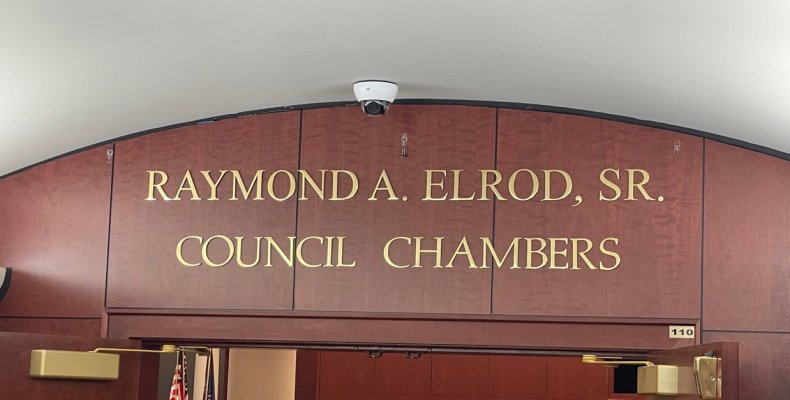 RAYMOND A. ELROD, SR.
COUNCIL CHAMBERS
110